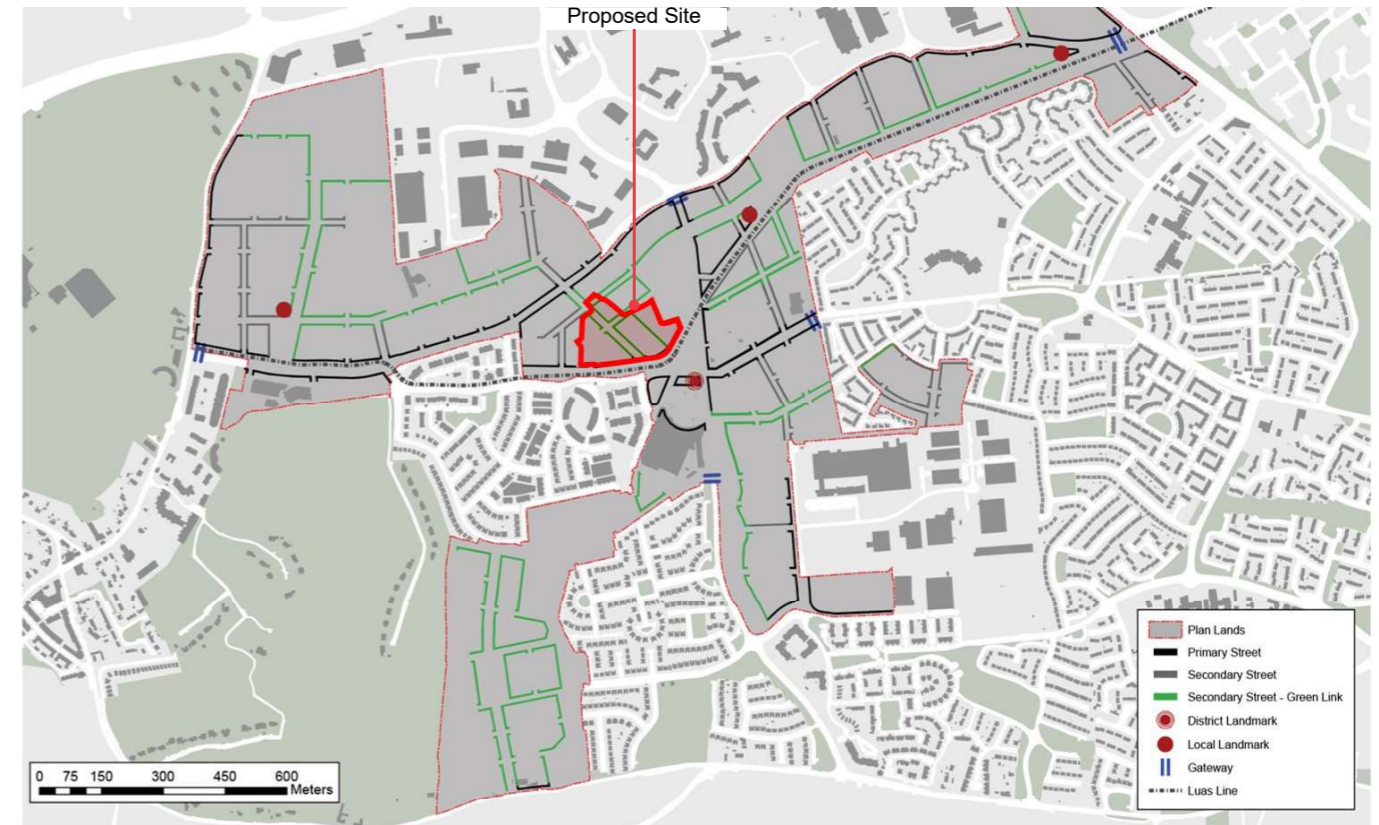 Proposed Site
Plan Lands
Primary Street
Secondary Street
Secondary Street - Green Link
District Landmark
Local Landmark
Gateway
Luas Line
0 75 150 300 450 600
Meters